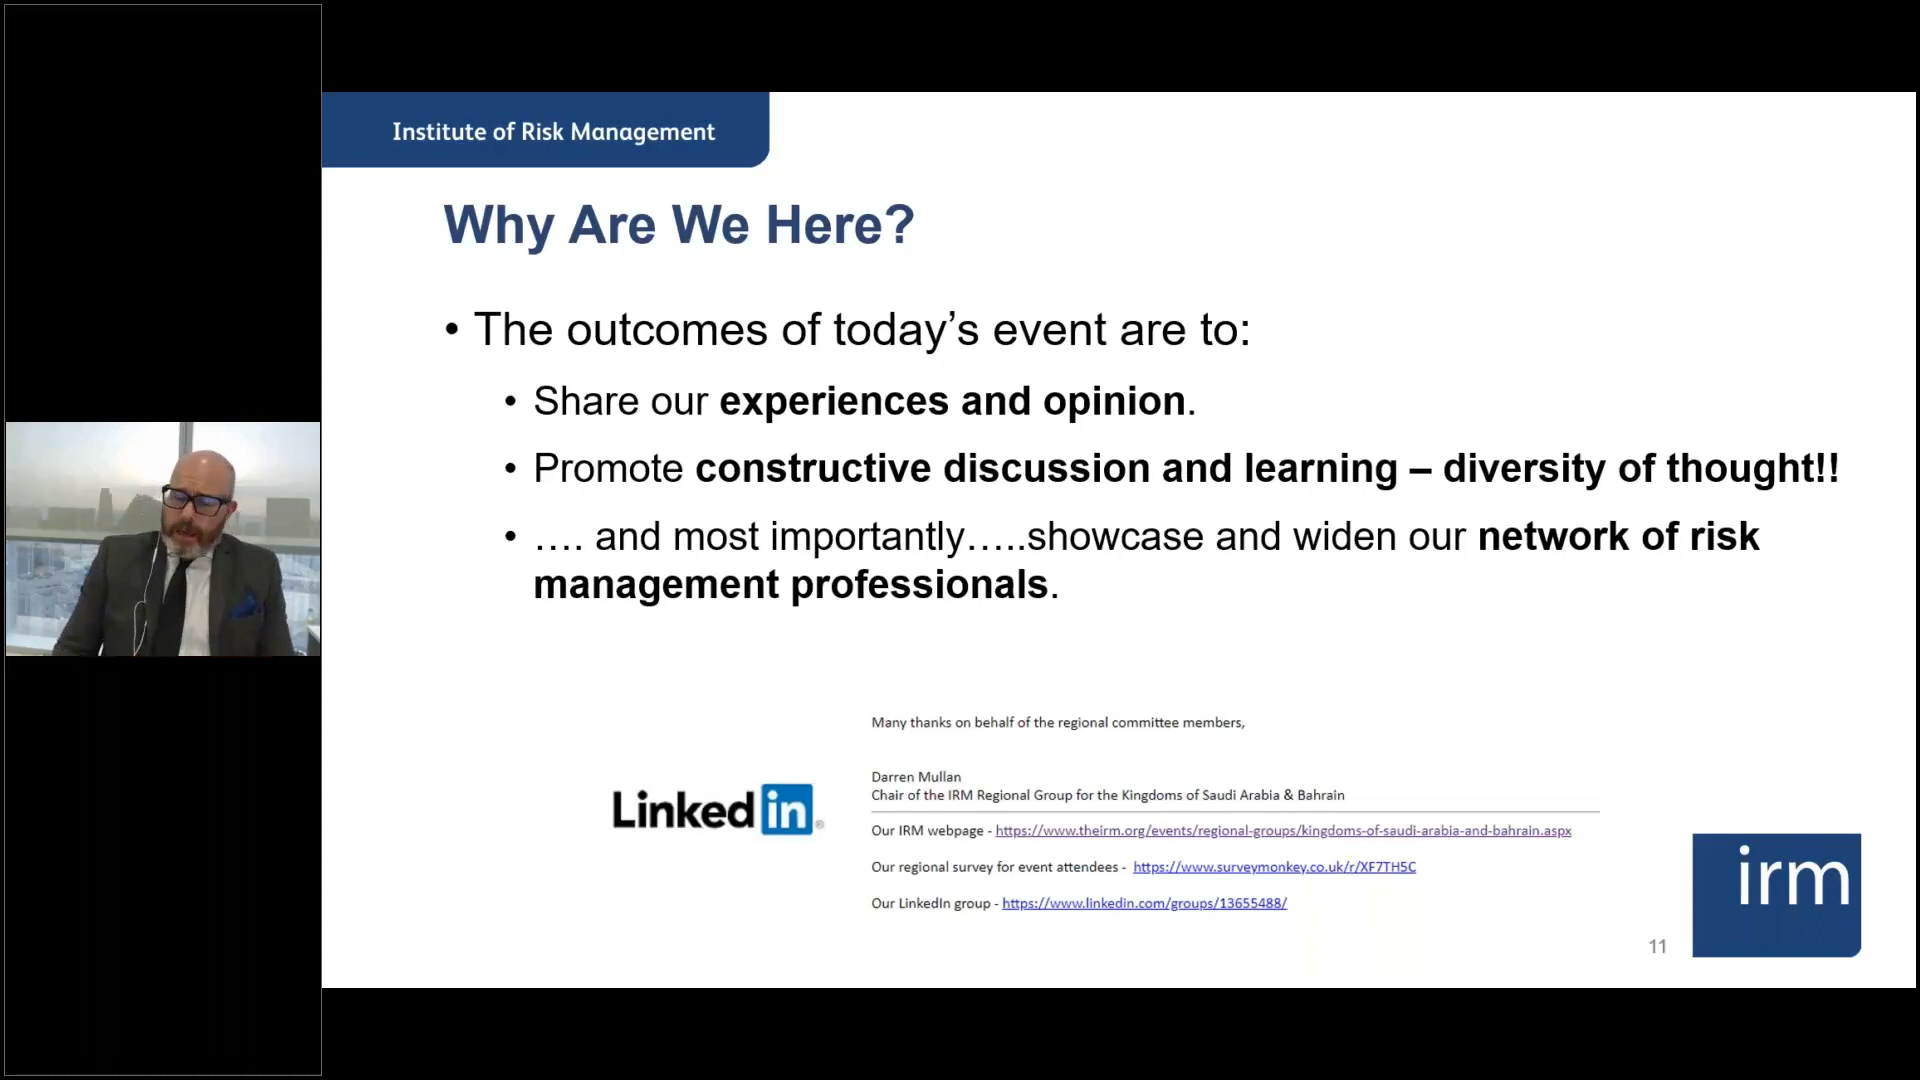 Institute of Risk Management
Why Are We Here?
• The outcomes of today’s event are to:
• Share our experiences and opinion.
• Promote constructive discussion and learning – diversity of thought!!
• …. and most importantly…..showcase and widen our network of risk
management professionals.
Many thanks on behalf of the regional committee members,
Darren Mullan
Chair of the IRM Regional Group for the Kingdoms of Saudi Arabia & Bahrain
LinkedIn®
Our IRM webpage - https://www.theirm.org/events/regional-groups/kingdoms-of-saudi-arabia-and-bahrain.aspx
Our regional survey for event attendees - https://www.surveymonkey.co.uk/r/XF7TH5C
Our LinkedIn group - https://www.linkedin.com/groups/13655488/
irm
11